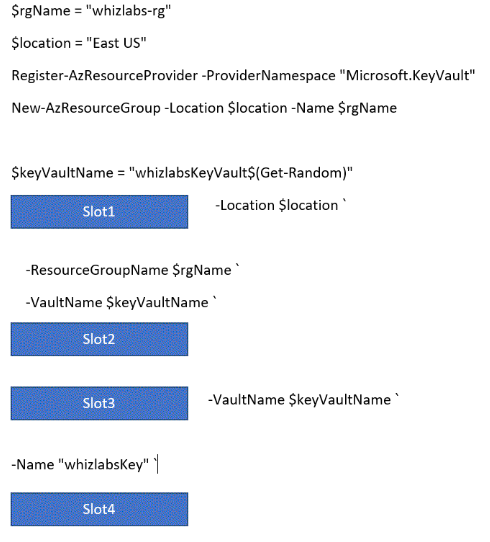 $rgName = "whizlabs-rg"
$location = "East US"
Register-AzResourceProvider -ProviderNamespace "Microsoft.KeyVault"
New-AzResourceGroup -Location $location -Name $rgName
$keyVaultName = "whizlabsKeyVault$(Get-Random)"
Slot1 -Location $location `
-ResourceGroupName $rgName `
-VaultName $keyVaultName `
Slot2
Slot3 -VaultName $keyVaultName `
-Name "whizlabsKey" `
Slot4